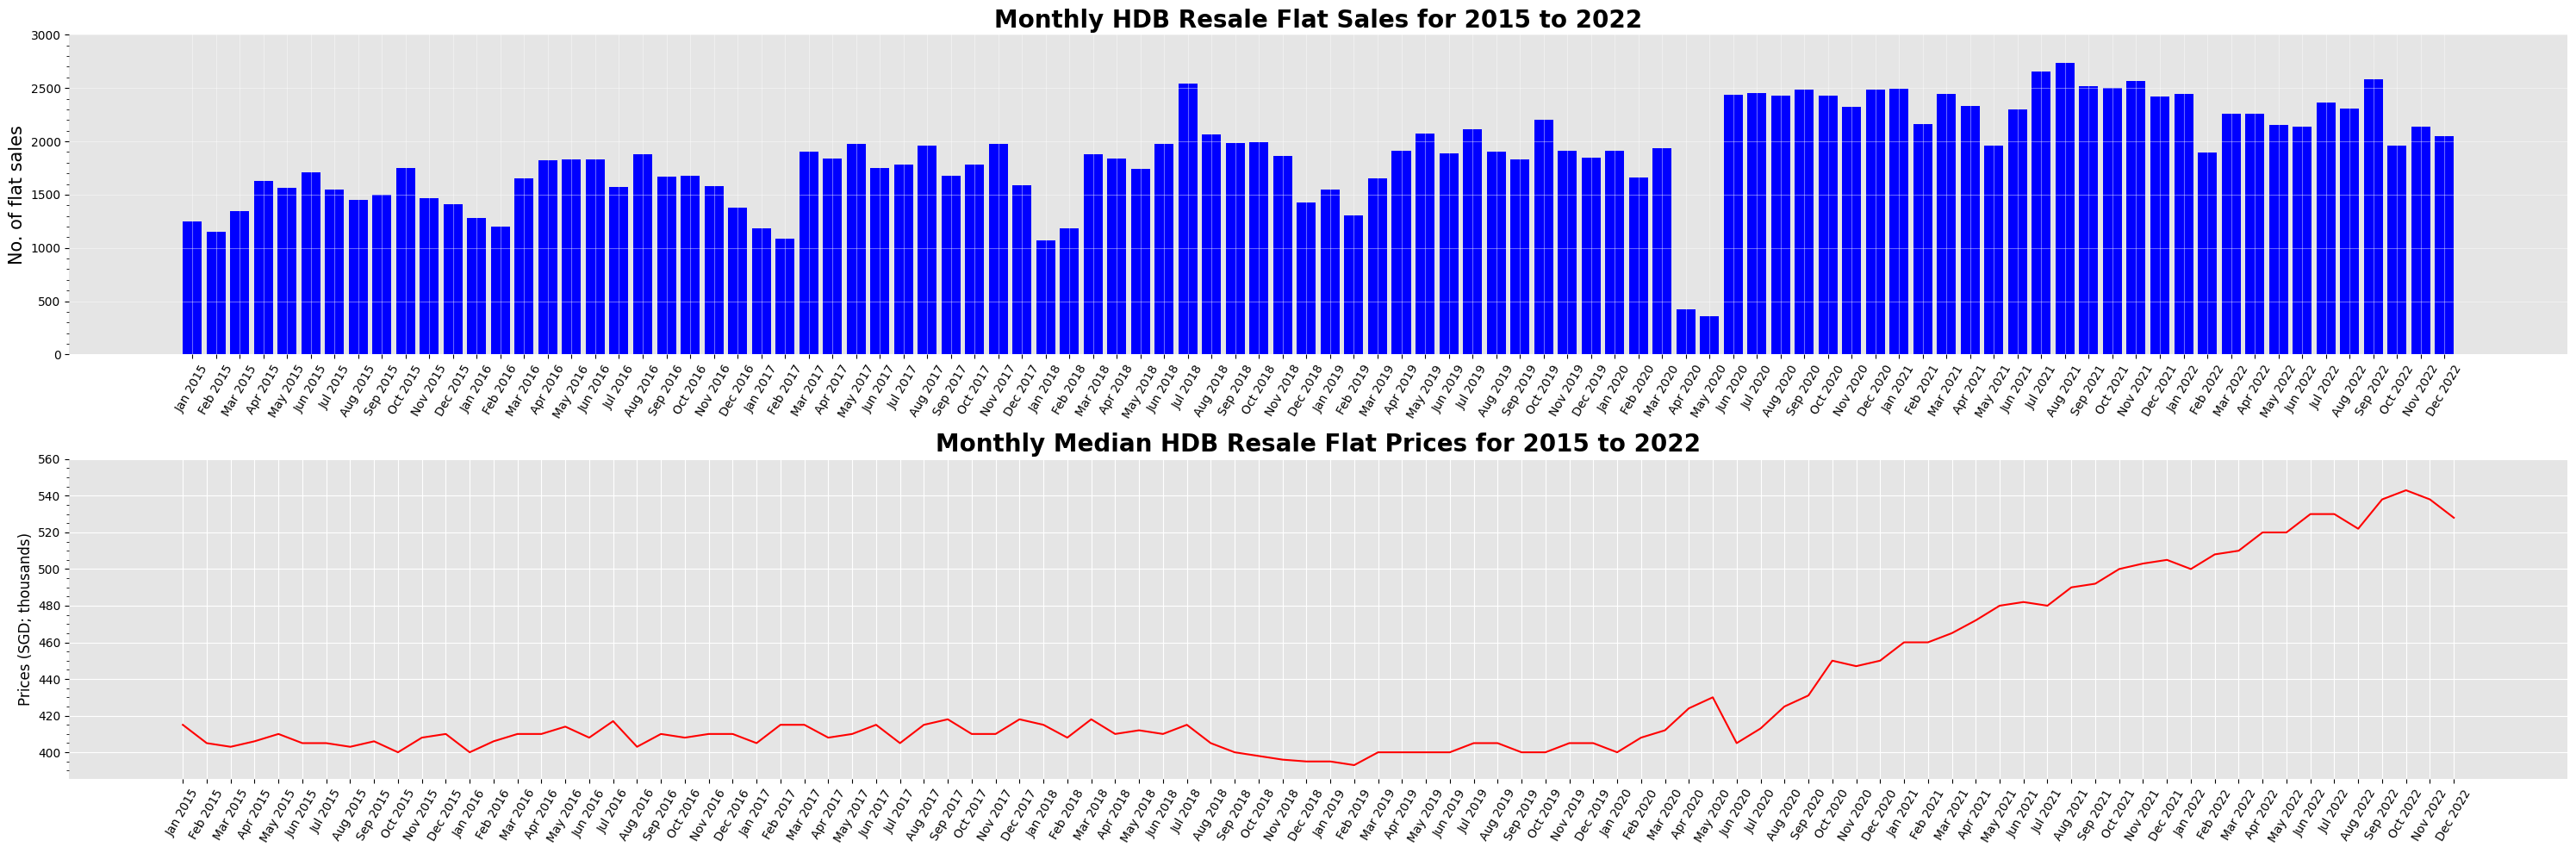 Monthly HDB Resale Flat Sales for 2015 to 2022
3000
2500
2000
1500
1000
500
0
No. of flat sales
Jan 2015 Feb 2015 Mar 2015 Apr 2015 May 2015 Jun 2015 Jul 2015 Aug 2015 Sep 2015 Oct 2015 Nov 2015 Dec 2015 Jan 2016 Feb 2016 Mar 2016 Apr 2016 May 2016 Jun 2016 Jul 2016 Aug 2016 Sep 2016 Oct 2016 Nov 2016 Dec 2016 Jan 2017 Feb 2017 Mar 2017 Apr 2017 May 2017 Jun 2017 Jul 2017 Aug 2017 Sep 2017 Oct 2017 Nov 2017 Dec 2017 Jan 2018 Feb 2018 Mar 2018 Apr 2018 May 2018 Jun 2018 Jul 2018 Aug 2018 Sep 2018 Oct 2018 Nov 2018 Dec 2018 Jan 2019 Feb 2019 Mar 2019 Apr 2019 May 2019 Jun 2019 Jul 2019 Aug 2019 Sep 2019 Oct 2019 Nov 2019 Dec 2019 Jan 2020 Feb 2020 Mar 2020 Apr 2020 May 2020 Jun 2020 Jul 2020 Aug 2020 Sep 2020 Oct 2020 Nov 2020 Dec 2020 Jan 2021 Feb 2021 Mar 2021 Apr 2021 May 2021 Jun 2021 Jul 2021 Aug 2021 Sep 2021 Oct 2021 Nov 2021 Dec 2021 Jan 2022 Feb 2022 Mar 2022 Apr 2022 May 2022 Jun 2022 Jul 2022 Aug 2022 Sep 2022 Oct 2022 Nov 2022 Dec 2022
Monthly Median HDB Resale Flat Prices for 2015 to 2022
560
540
520
500
480
460
440
420
400
Prices (SGD; thousands)
Jan 2015 Feb 2015 Mar 2015 Apr 2015 May 2015 Jun 2015 Jul 2015 Aug 2015 Sep 2015 Oct 2015 Nov 2015 Dec 2015 Jan 2016 Feb 2016 Mar 2016 Apr 2016 May 2016 Jun 2016 Jul 2016 Aug 2016 Sep 2016 Oct 2016 Nov 2016 Dec 2016 Jan 2017 Feb 2017 Mar 2017 Apr 2017 May 2017 Jun 2017 Jul 2017 Aug 2017 Sep 2017 Oct 2017 Nov 2017 Dec 2017 Jan 2018 Feb 2018 Mar 2018 Apr 2018 May 2018 Jun 2018 Jul 2018 Aug 2018 Sep 2018 Oct 2018 Nov 2018 Dec 2018 Jan 2019 Feb 2019 Mar 2019 Apr 2019 May 2019 Jun 2019 Jul 2019 Aug 2019 Sep 2019 Oct 2019 Nov 2019 Dec 2019 Jan 2020 Feb 2020 Mar 2020 Apr 2020 May 2020 Jun 2020 Jul 2020 Aug 2020 Sep 2020 Oct 2020 Nov 2020 Dec 2020 Jan 2021 Feb 2021 Mar 2021 Apr 2021 May 2021 Jun 2021 Jul 2021 Aug 2021 Sep 2021 Oct 2021 Nov 2021 Dec 2021 Jan 2022 Feb 2022 Mar 2022 Apr 2022 May 2022 Jun 2022 Jul 2022 Aug 2022 Sep 2022 Oct 2022 Nov 2022 Dec 2022